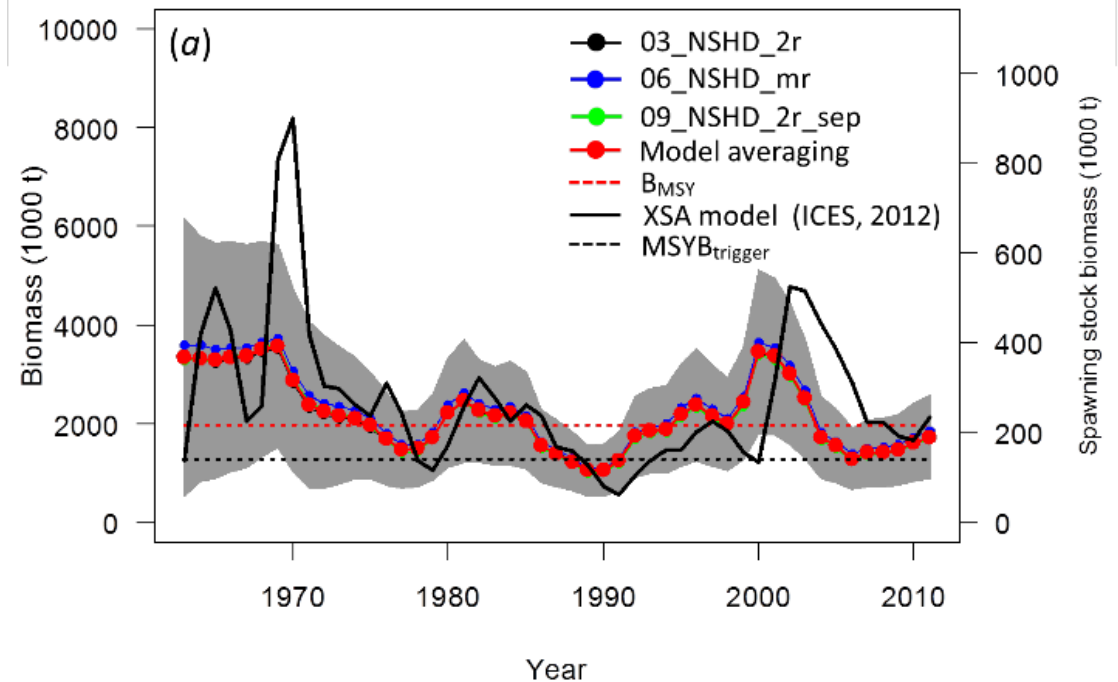 (a)
03_NSHD_2r
06_NSHD_mr
09_NSHD_2r_sep
Model averaging
BMSY
XSA model (ICES, 2012)
MSYBtrigger
Biomass (1000 t)
10000
8000
6000
4000
2000
0
Spawning stock biomass (1000 t)
1000
800
600
400
200
0
1970 1980 1990 2000 2010
Year